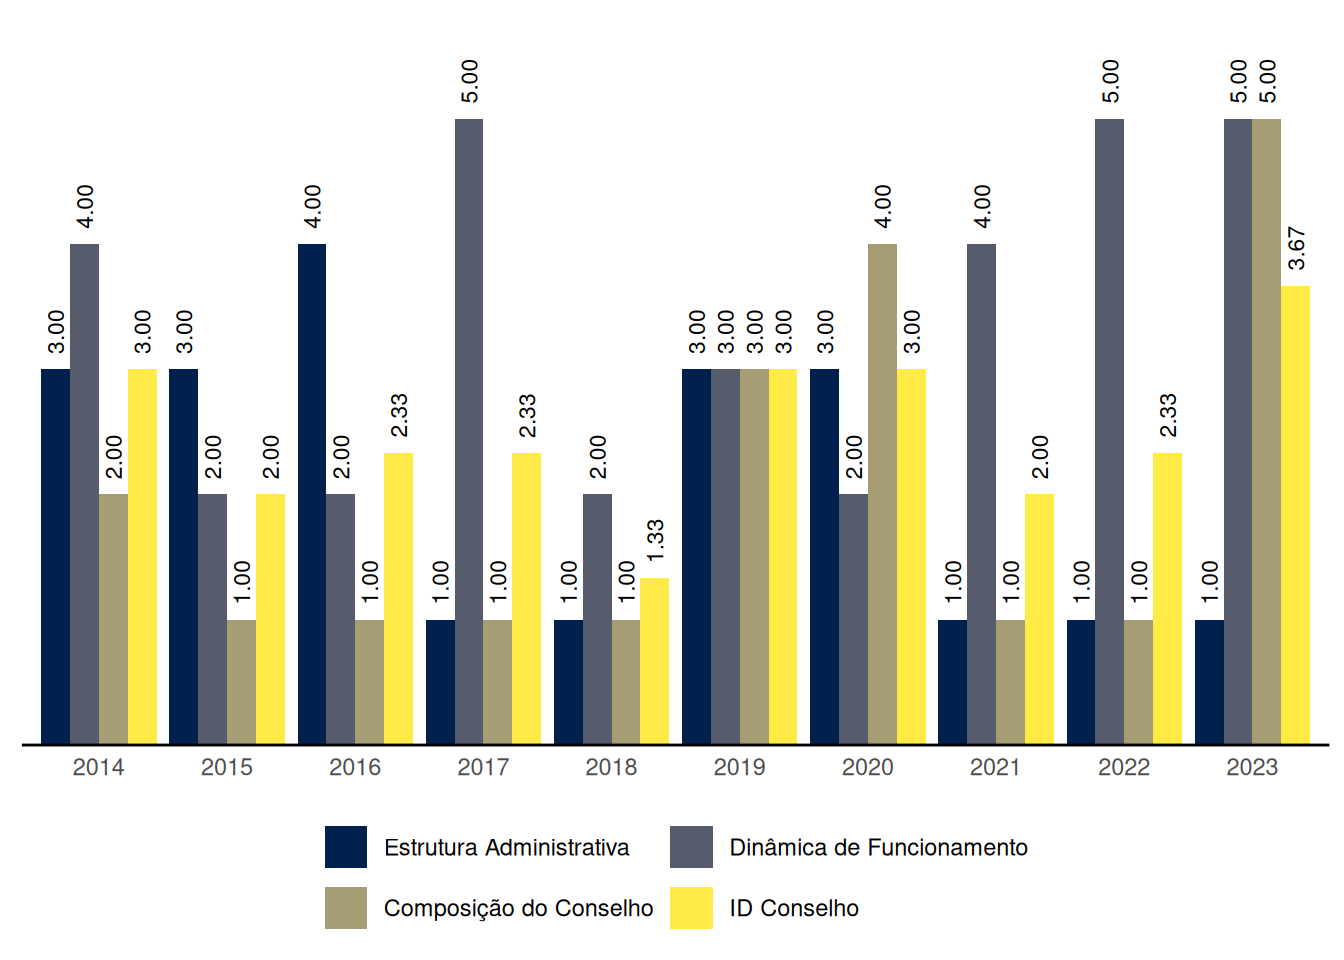 3.00 4.00 2.00 3.00
3.00 2.00 1.00 2.00
4.00 2.00 1.00 2.33
1.00 5.00 1.00 2.33
1.00 2.00 1.00 1.33
3.00 3.00 3.00 3.00
3.00 2.00 4.00 3.00
1.00 4.00 1.00 2.00
1.00 5.00 1.00 2.33
1.00 5.00 5.00 3.67
2014 2015 2016 2017 2018 2019 2020 2021 2022 2023
Estrutura Administrativa Dinâmica de Funcionamento
Composição do Conselho ID Conselho